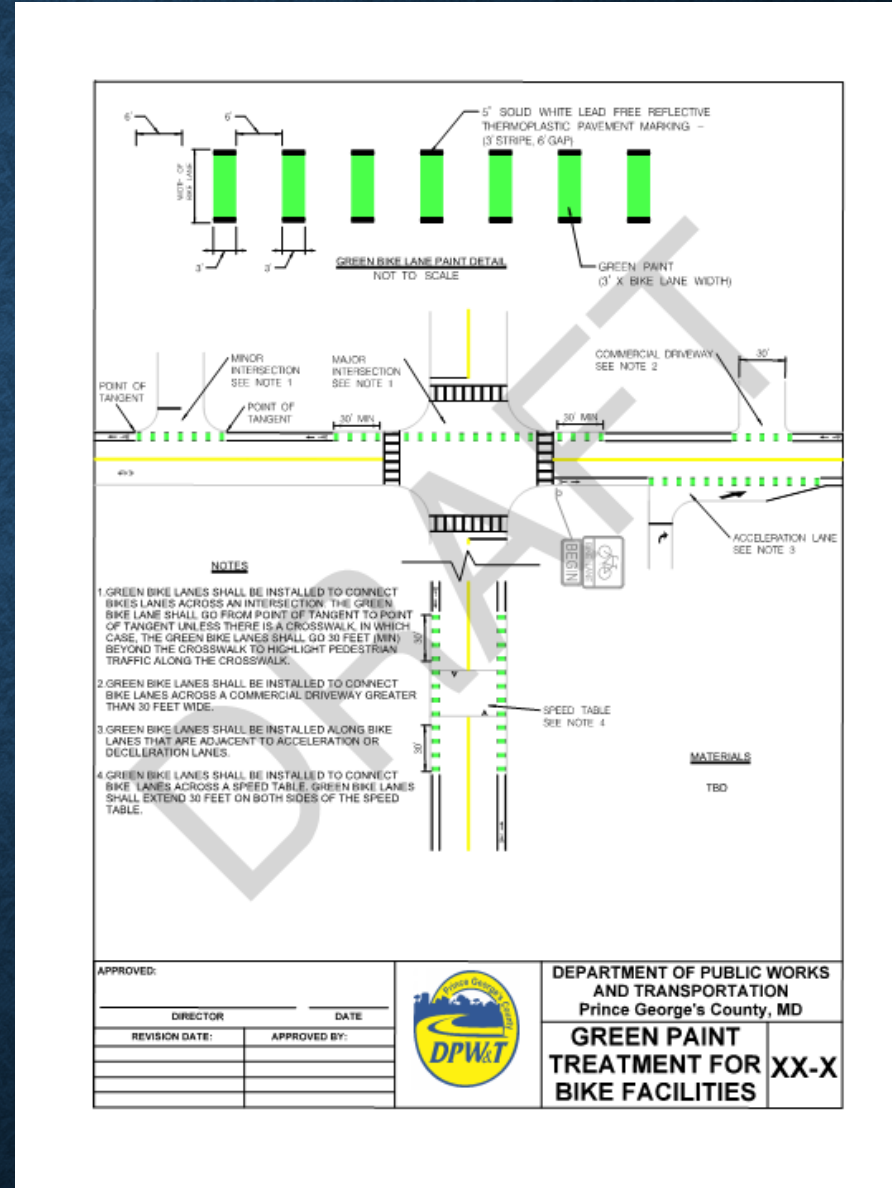 6'
6'
5" SOLID WHITE LEAD FREE REFLECTIVE
THERMOPLASTIC PAVEMENT MARKING –
(3' STRIPE, 6' GAP)
WIDTH OF
BIKE LANE
3'
3'
GREEN BIKE LANE PAINT DETAIL
NOT TO SCALE
GREEN PAINT
(3' X BIKE LANE WIDTH)
MINOR
INTERSECTION
SEE NOTE 1
MAJOR
INTERSECTION
SEE NOTE 1
COMMERCIAL DRIVEWAY
SEE NOTE 2
30'
POINT OF
TANGENT
POINT OF
TANGENT
30' MIN
30' MIN
ACCELERATION LANE
SEE NOTE 3
BEGIN
BIKE LANE
NOTES
1.GREEN BIKE LANES SHALL BE INSTALLED TO CONNECT
BIKES LANES ACROSS AN INTERSECTION. THE GREEN
BIKE LANE SHALL GO FROM POINT OF TANGENT TO POINT
OF TANGENT UNLESS THERE IS A CROSSWALK, IN WHICH
CASE, THE GREEN BIKE LANES SHALL GO 30 FEET (MIN)
BEYOND THE CROSSWALK TO HIGHLIGHT PEDESTRIAN
TRAFFIC ALONG THE CROSSWALK.
2.GREEN BIKE LANES SHALL BE INSTALLED TO CONNECT
BIKE LANES ACROSS A COMMERCIAL DRIVEWAY GREATER
THAN 30 FEET WIDE.
3.GREEN BIKE LANES SHALL BE INSTALLED ALONG BIKE
LANES THAT ARE ADJACENT TO ACCELERATION OR
DECELERATION LANES.
4.GREEN BIKE LANES SHALL BE INSTALLED TO CONNECT
BIKE LANES ACROSS A SPEED TABLE. GREEN BIKE LANES
SHALL EXTEND 30 FEET ON BOTH SIDES OF THE SPEED
TABLE.
30'
30'
SPEED TABLE
SEE NOTE 4
MATERIALS
TBD
DRAFT
APPROVED:
DIRECTOR DATE
REVISION DATE: APPROVED BY:
Prince George's County
DPW&T
DEPARTMENT OF PUBLIC WORKS
AND TRANSPORTATION
Prince George's County, MD
GREEN PAINT
TREATMENT FOR
BIKE FACILITIES
XX-X